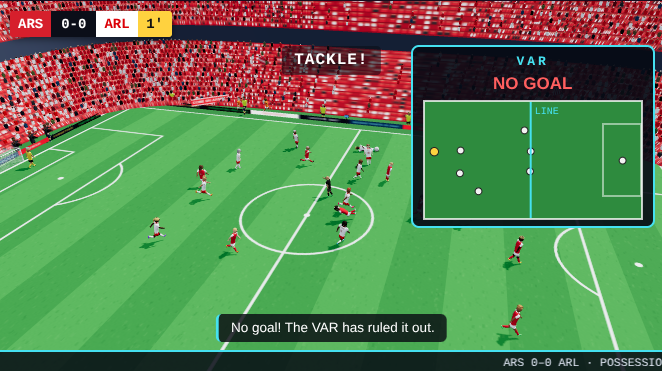 ARS 0-0 ARL 1'
TACKLE!
VAR
NO GOAL
LINE
No goal! The VAR has ruled it out.
ARS 0–0 ARL · POSSESSIO